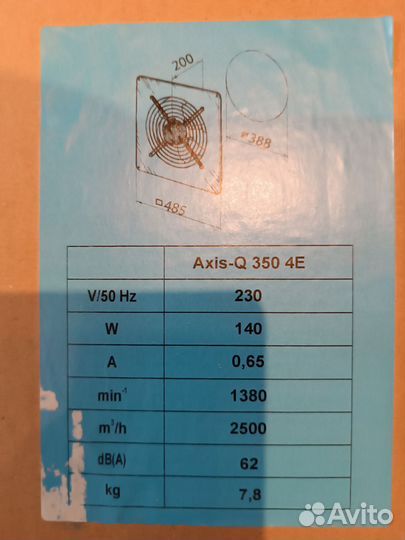 200
⌀388
□485
Axis-Q 350 4E
V/50 Hz 230
W 140
A 0,65
min⁻¹ 1380
m³/h 2500
dB(A) 62
kg 7,8
Avito